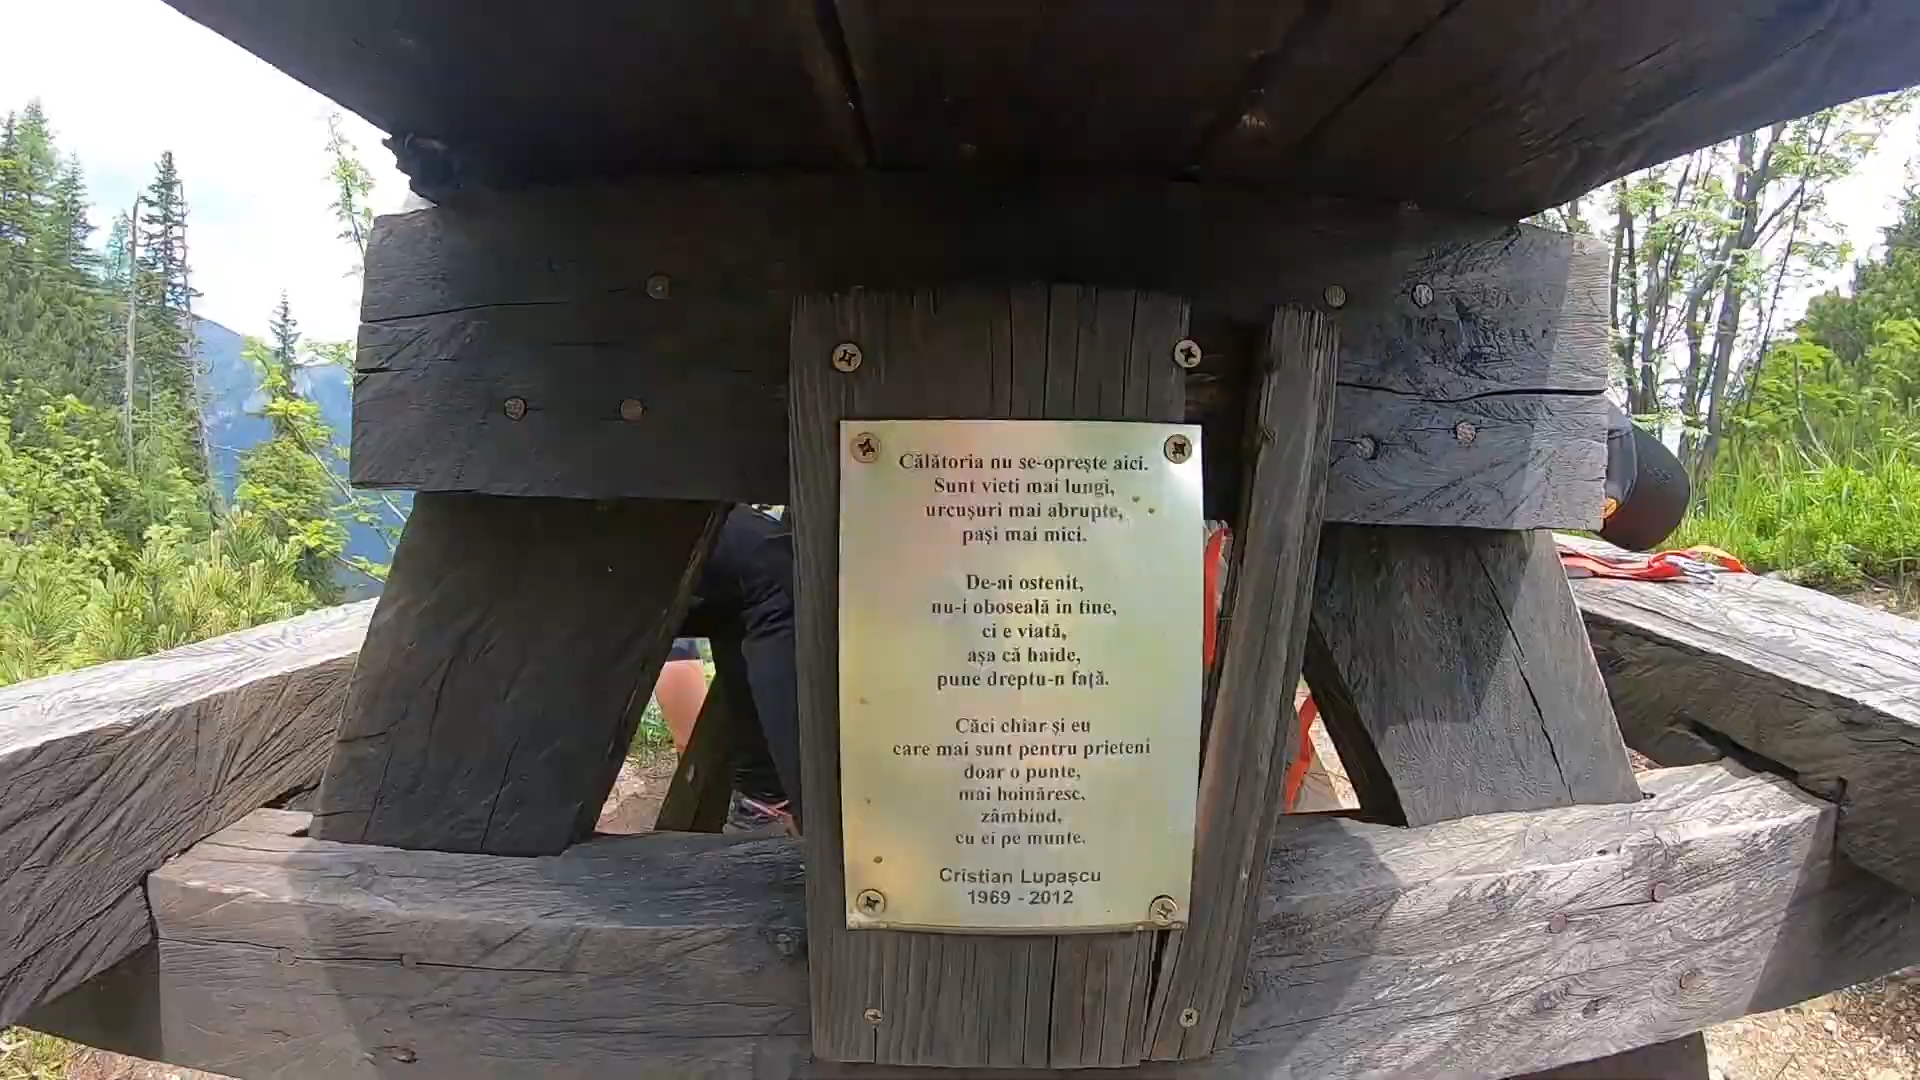 Călătoria nu se-oprește aici.
Sunt vieti mai lungi,
urcușuri mai abrupte,
pași mai mici.
De-ai ostenit,
nu-i oboseală in tine,
ci e viată,
așa că haide,
pune dreptu-n față.
Căci chiar și eu
care mai sunt pentru prieteni
doar o punte,
mai hoinăresc,
zâmbind,
cu ei pe munte.
Cristian Lupașcu
1969 - 2012